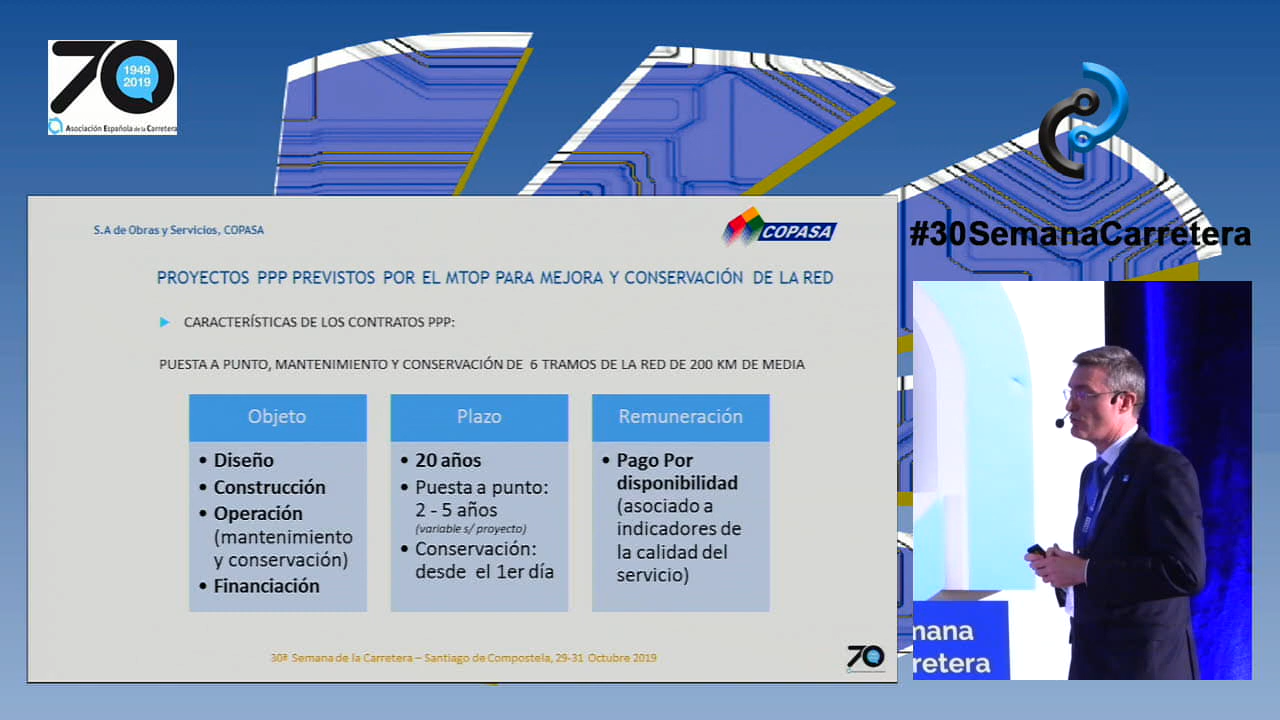 70
1949
2019
Asociación Española de la Carretera
#30SemanaCarretera
S.A de Obras y Servicios, COPASA
COPASA
PROYECTOS PPP PREVISTOS POR EL MTOP PARA MEJORA Y CONSERVACIÓN DE LA RED
CARACTERÍSTICAS DE LOS CONTRATOS PPP:
PUESTA A PUNTO, MANTENIMIENTO Y CONSERVACIÓN DE 6 TRAMOS DE LA RED DE 200 KM DE MEDIA
Objeto
• Diseño
• Construcción
• Operación
(mantenimiento
y conservación)
• Financiación
Plazo
• 20 años
• Puesta a punto:
2 - 5 años
(variable s/ proyecto)
• Conservación:
desde el 1er día
Remuneración
• Pago Por
disponibilidad
(asociado a
indicadores de
la calidad del
servicio)
30ª Semana de la Carretera – Santiago de Compostela, 29-31 Octubre 2019
70
mana
rretera